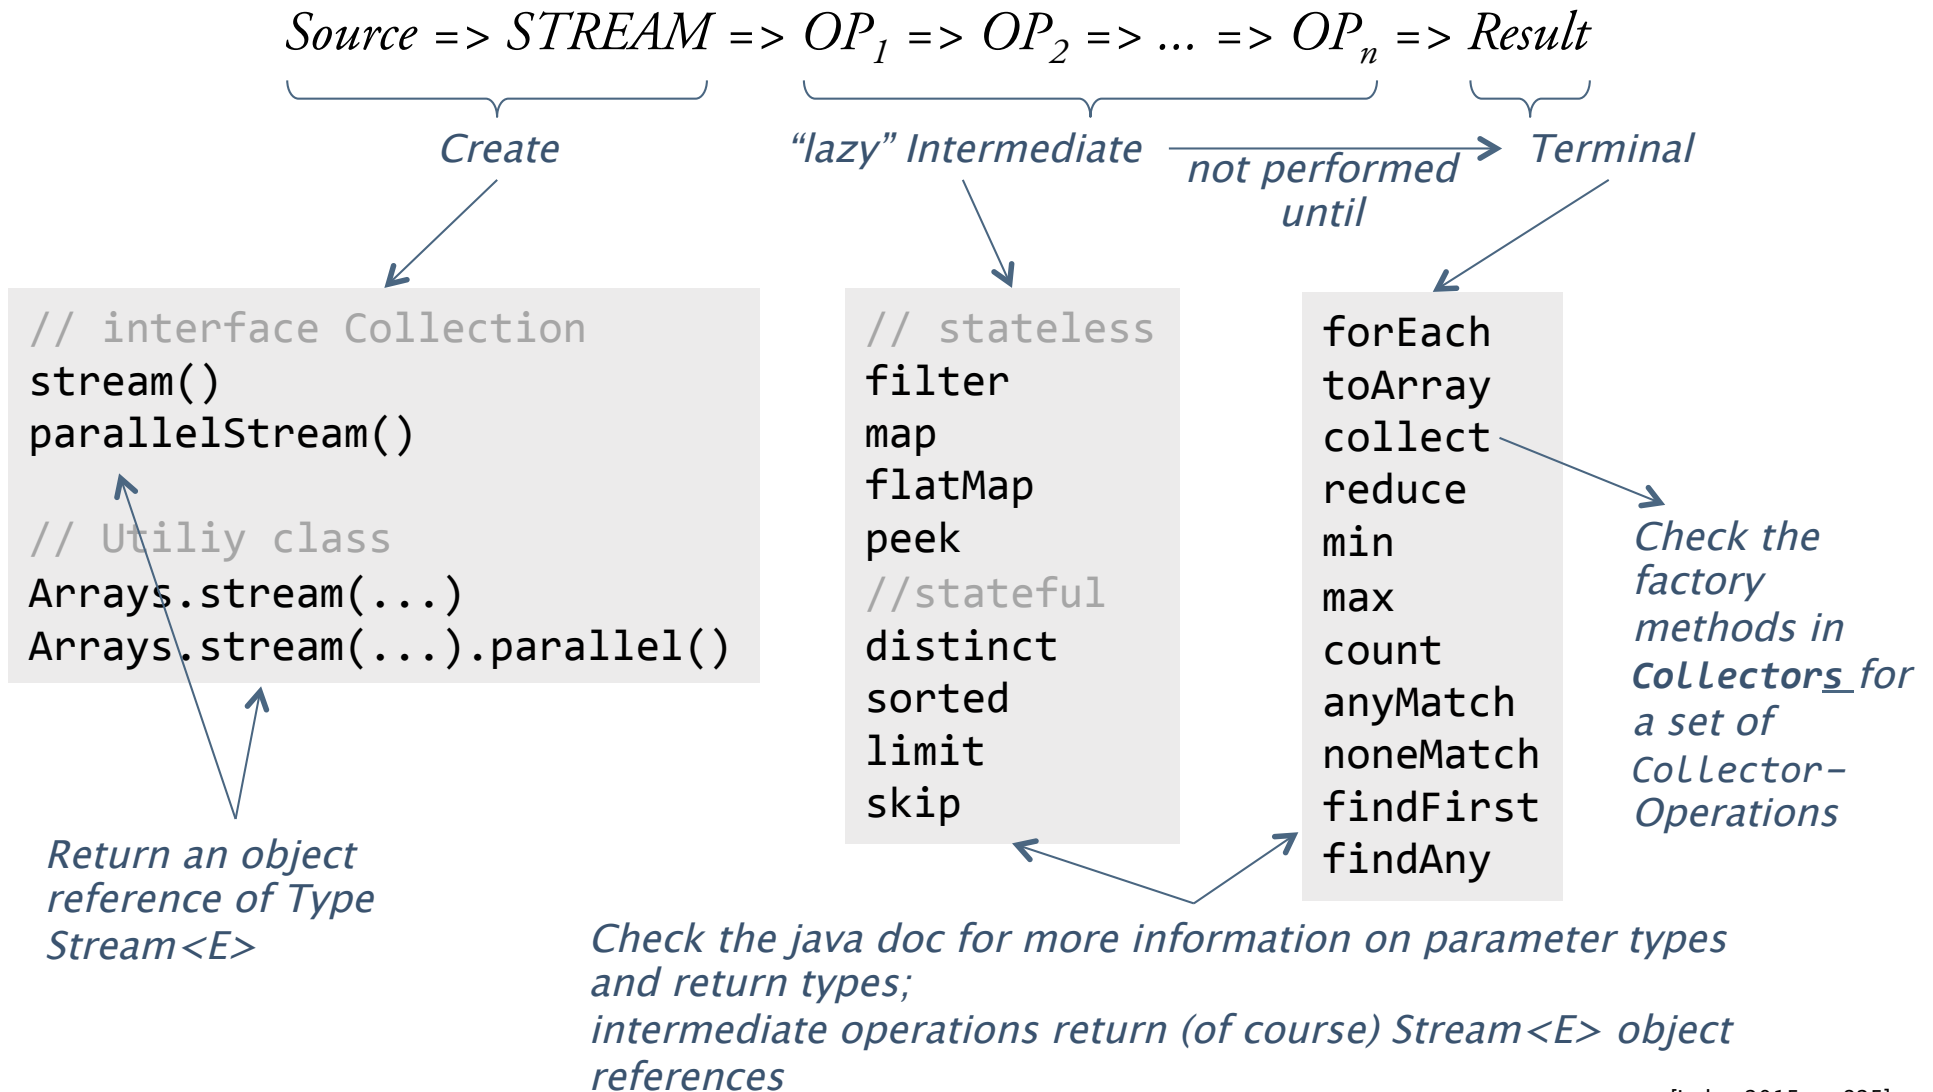 Source => STREAM => OP1 => OP2 => ... => OPn => Result
Create
“lazy” Intermediate
not performed
until
Terminal
// interface Collection
stream()
parallelStream()
// Utiliy class
Arrays.stream(...)
Arrays.stream(...).parallel()
// stateless
filter
map
flatMap
peek
//stateful
distinct
sorted
limit
skip
forEach
toArray
collect
reduce
min
max
count
anyMatch
noneMatch
findFirst
findAny
Check the
factory
methods in
Collectors for
a set of
Collector-
Operations
Return an object
reference of Type
Stream<E>
Check the java doc for more information on parameter types
and return types;
intermediate operations return (of course) Stream<E> object
references